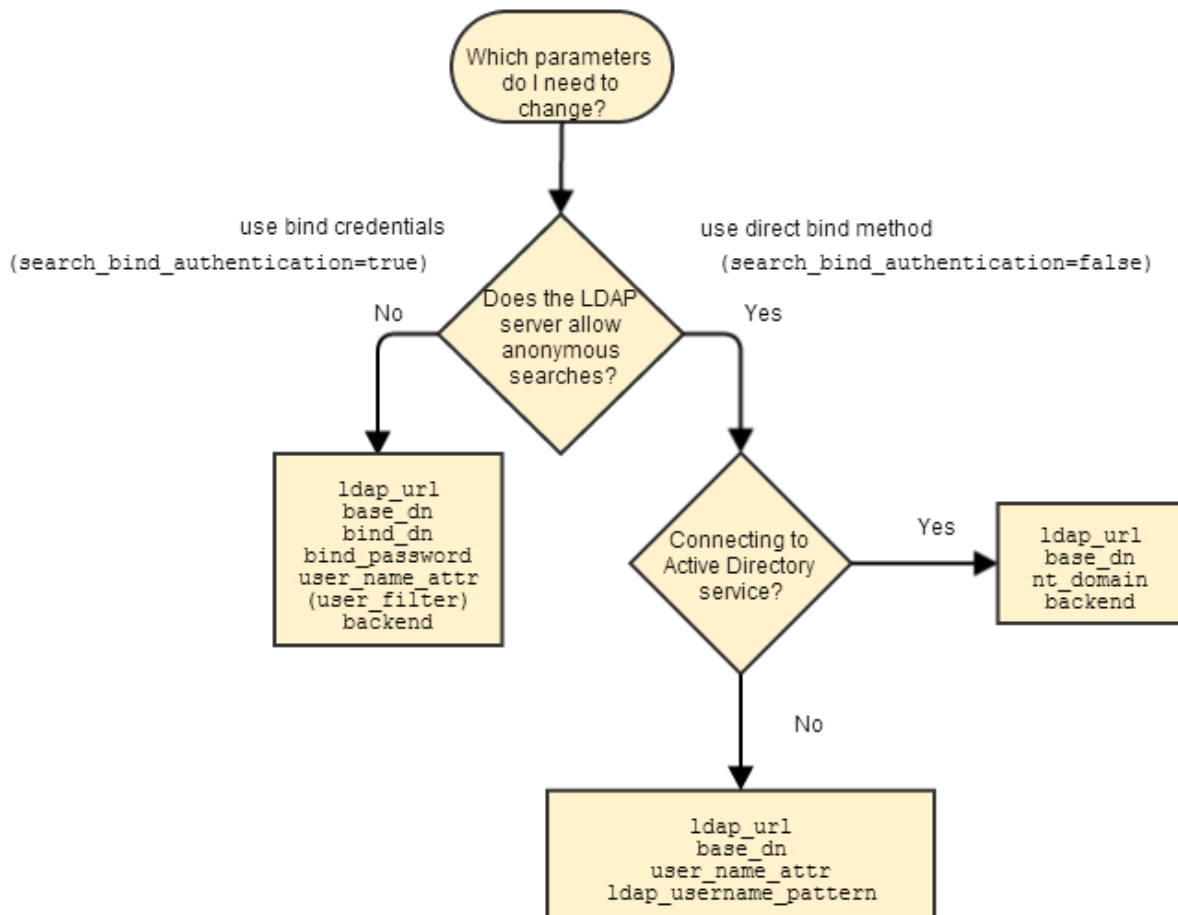 Which parameters
do I need to
change?
use bind credentials
(search_bind_authentication=true)
use direct bind method
(search_bind_authentication=false)
No
Does the LDAP
server allow
anonymous
searches?
Yes
ldap_url
base_dn
bind_dn
bind_password
user_name_attr
(user_filter)
backend
Connecting to
Active Directory
service?
Yes
ldap_url
base_dn
nt_domain
backend
No
ldap_url
base_dn
user_name_attr
ldap_username_pattern